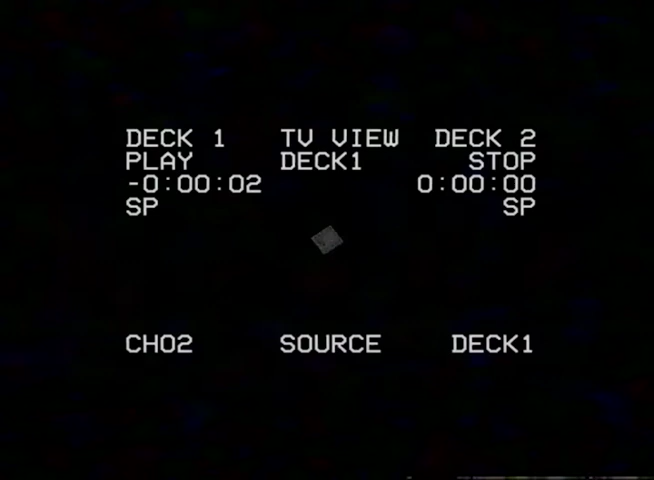 DECK 1 TV VIEW DECK 2
PLAY DECK1 STOP
-0:00:02 0:00:00
SP SP
CH02 SOURCE DECK1